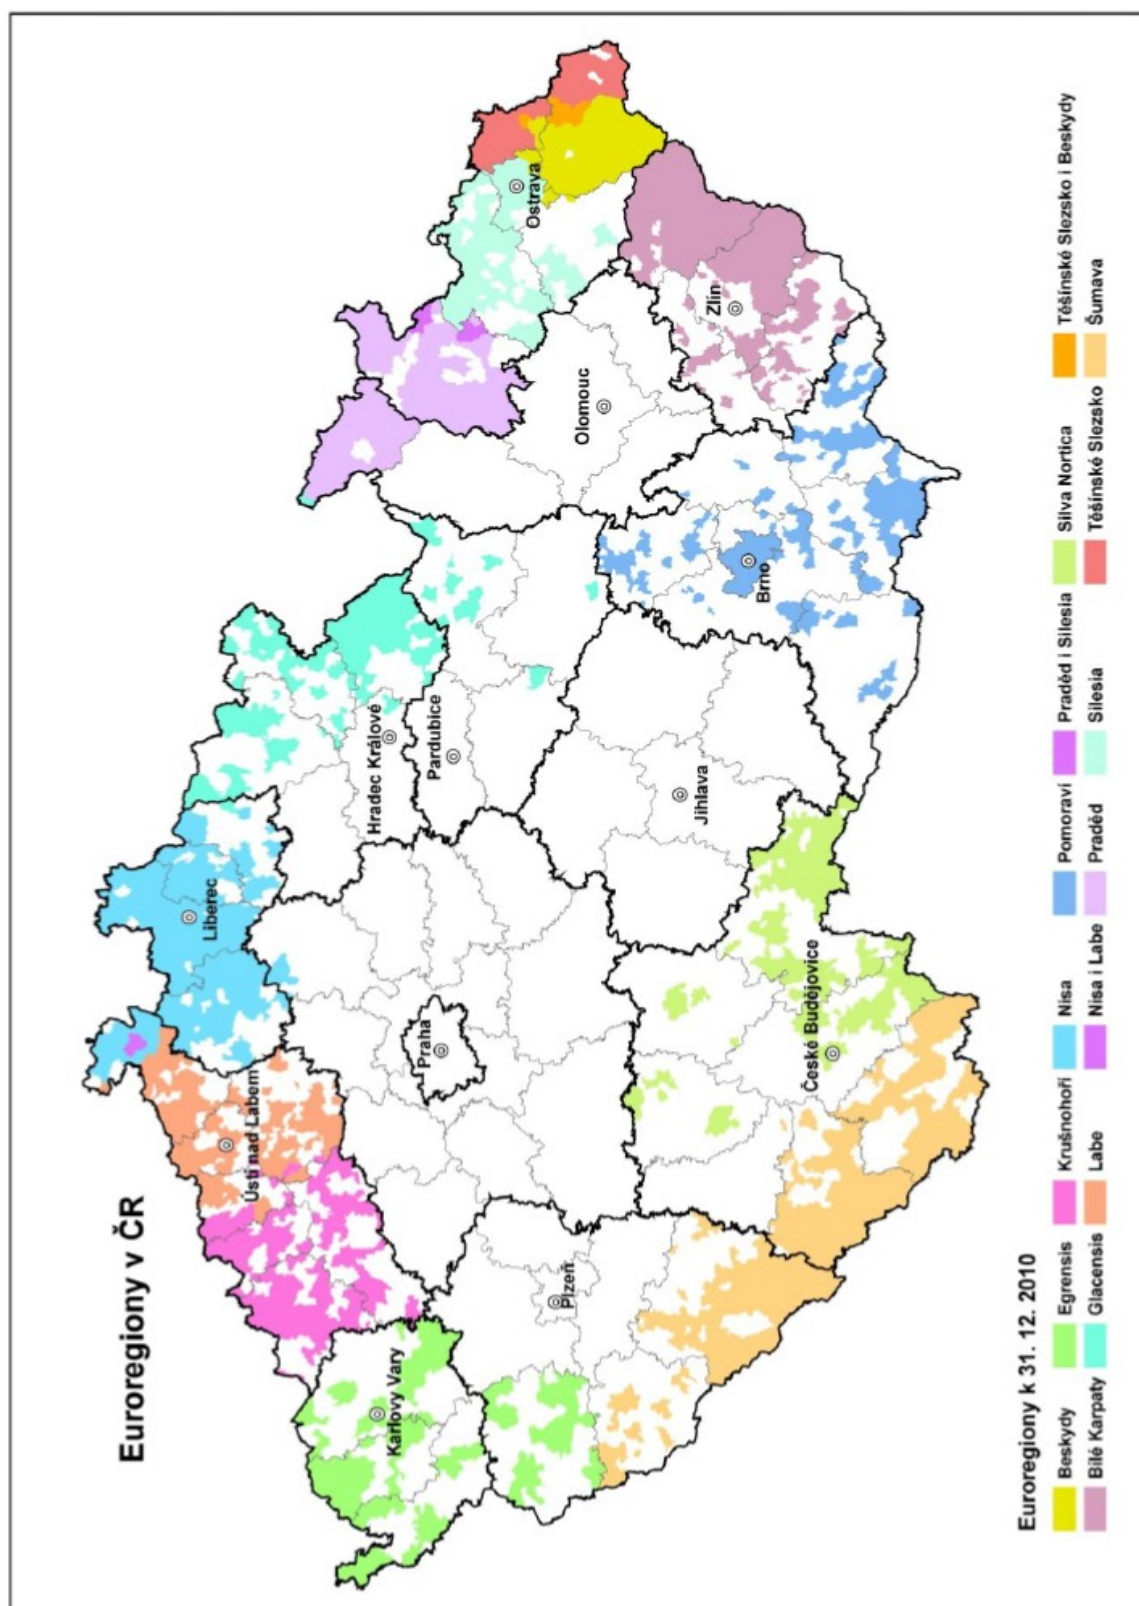 Euroregiony v ČR
Liberec
Ústí nad Labem
Karlovy Vary
Hradec Králové
Praha
Pardubice
Ostrava
Plzeň
Olomouc
Jihlava
Zlín
Brno
České Budějovice
Euroregiony k 31. 12. 2010
Beskydy
Egrensis
Krušnohoří
Nisa
Pomoraví
Praděd i Silesia
Silva Nortica
Těšínské Slezsko i Beskydy
Bílé Karpaty
Glacensis
Labe
Nisa i Labe
Praděd
Silesia
Těšínské Slezsko
Šumava